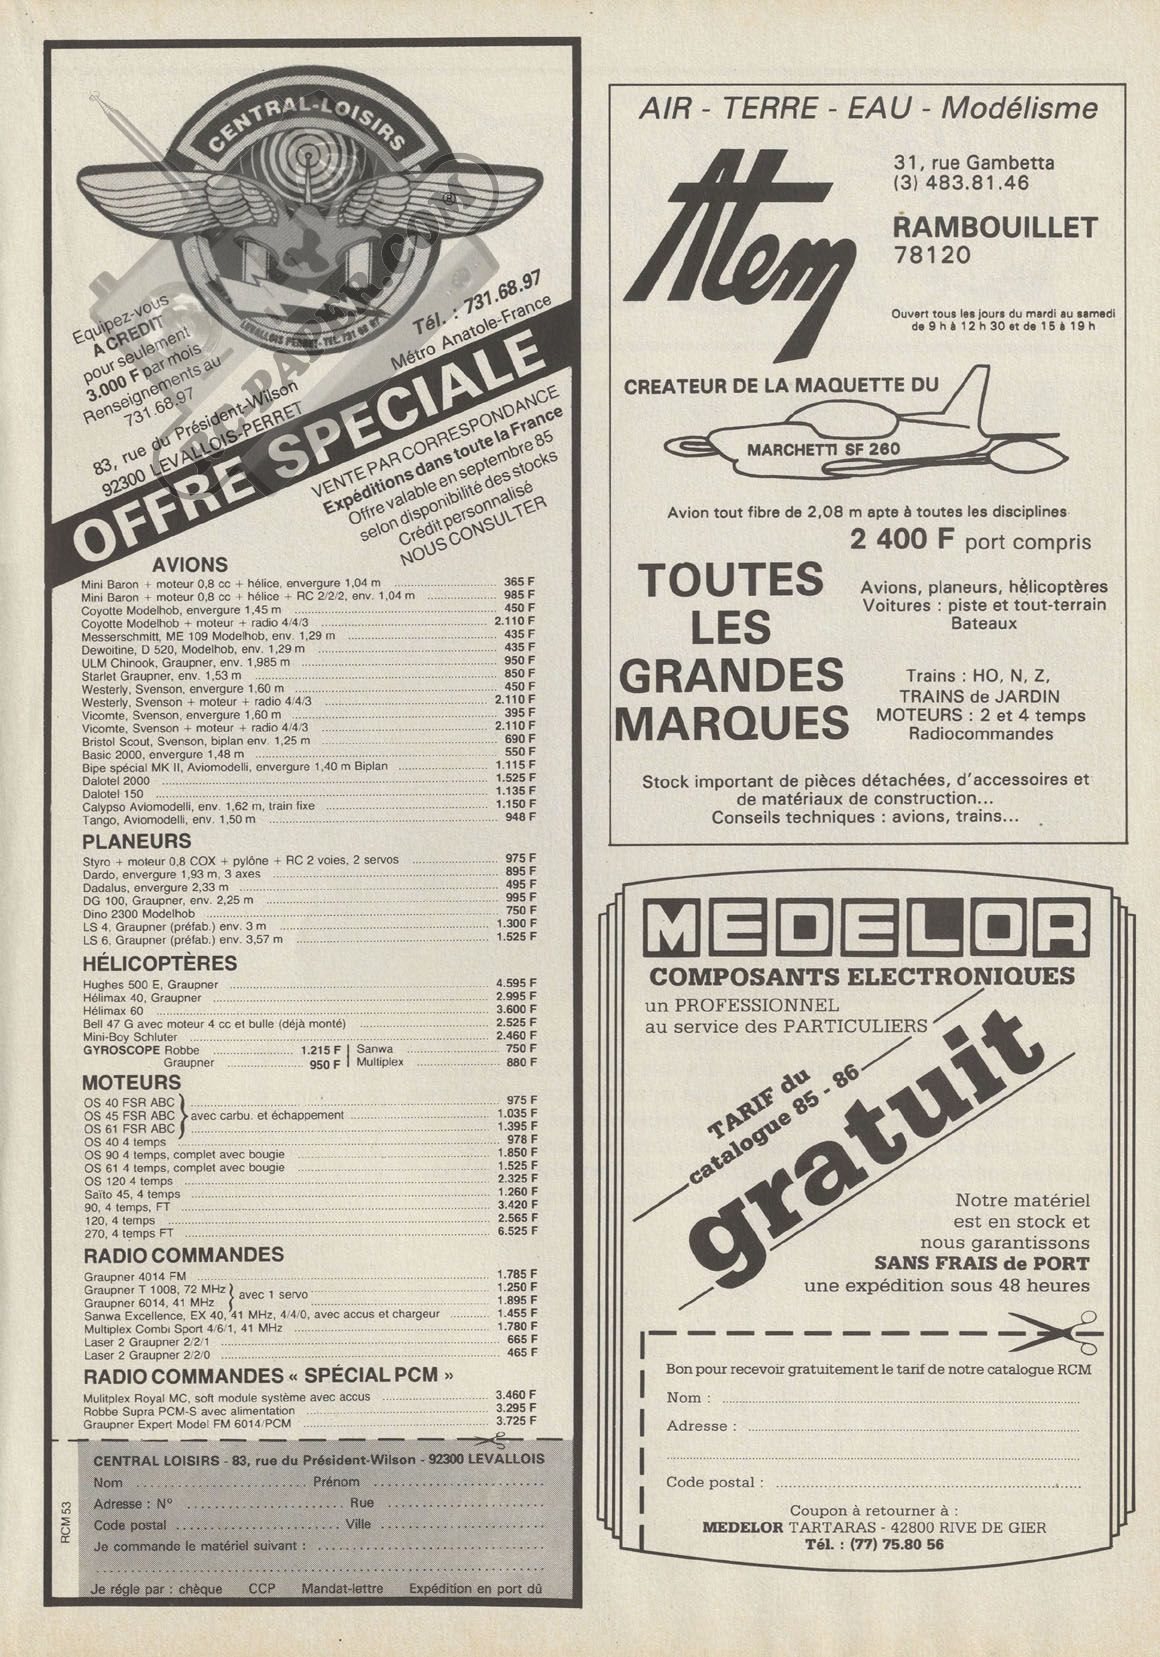 CENTRAL-LOISIRS
®
LEVALLOIS PERRET-TEL. 731 68 97
Equipez-vous
A CREDIT
pour seulement
3.000 F par mois
Renseignements au
731.68.97
Tél. : 731.68.97
Métro Anatole-France
83, rue du Président-Wilson
92300 LEVALLOIS-PERRET
OFFRE SPECIALE
VENTE PAR CORRESPONDANCE
Expéditions dans toute la France
Offre valable en septembre 85
selon disponibilité des stocks
Crédit personnalisé
NOUS CONSULTER
AVIONS
Mini Baron + moteur 0,8 cc + hélice, envergure 1,04 m 365 F
Mini Baron + moteur 0,8 cc + hélice + RC 2/2/2, env. 1,04 m 985 F
Coyotte Modelhob, envergure 1,45 m 450 F
Coyotte Modelhob + moteur + radio 4/4/3 2.110 F
Messerschmitt, ME 109 Modelhob, env. 1,29 m 435 F
Dewoitine, D 520, Modelhob, env. 1,29 m 435 F
ULM Chinook, Graupner, env. 1,985 m 950 F
Starlet Graupner, env. 1,53 m 850 F
Westerly, Svenson, envergure 1,60 m 450 F
Westerly, Svenson + moteur + radio 4/4/3 2.110 F
Vicomte, Svenson, envergure 1,60 m 395 F
Vicomte, Svenson + moteur + radio 4/4/3 2.110 F
Bristol Scout, Svenson, biplan env. 1,25 m 690 F
Basic 2000, envergure 1,48 m 550 F
Bipe spécial MK II, Aviomodelli, envergure 1,40 m Biplan 1.115 F
Dalotel 2000 1.525 F
Dalotel 150 1.135 F
Calypso Aviomodelli, env. 1,62 m, train fixe 1.150 F
Tango, Aviomodelli, env. 1,50 m 948 F
PLANEURS
Styro + moteur 0,8 COX + pylône + RC 2 voies, 2 servos 975 F
Dardo, envergure 1,93 m, 3 axes 895 F
Dadalus, envergure 2,33 m 495 F
DG 100, Graupner, env. 2,25 m 995 F
Dino 2300 Modelhob 750 F
LS 4, Graupner (préfab.) env. 3 m 1.300 F
LS 6, Graupner (préfab.) env. 3,57 m 1.525 F
HÉLICOPTÈRES
Hughes 500 E, Graupner 4.595 F
Hélimax 40, Graupner 2.995 F
Hélimax 60 3.600 F
Bell 47 G avec moteur 4 cc et bulle (déjà monté) 2.525 F
Mini-Boy Schluter 2.460 F
GYROSCOPE Robbe 1.215 F | Sanwa 750 F
Graupner 950 F | Multiplex 880 F
MOTEURS
OS 40 FSR ABC 975 F
OS 45 FSR ABC avec carbu. et échappement 1.035 F
OS 61 FSR ABC 1.395 F
OS 40 4 temps 978 F
OS 90 4 temps, complet avec bougie 1.850 F
OS 61 4 temps, complet avec bougie 1.525 F
OS 120 4 temps 2.325 F
Saïto 45, 4 temps 1.260 F
90, 4 temps, FT 3.420 F
120, 4 temps 2.565 F
270, 4 temps FT 6.525 F
RADIO COMMANDES
Graupner 4014 FM 1.785 F
Graupner T 1008, 72 MHz avec 1 servo 1.250 F
Graupner 6014, 41 MHz 1.895 F
Sanwa Excellence, EX 40, 41 MHz, 4/4/0, avec accus et chargeur 1.455 F
Multiplex Combi Sport 4/6/1, 41 MHz 1.780 F
Laser 2 Graupner 2/2/1 665 F
Laser 2 Graupner 2/2/0 465 F
RADIO COMMANDES « SPÉCIAL PCM »
Mulitplex Royal MC, soft module système avec accus 3.460 F
Robbe Supra PCM-S avec alimentation 3.295 F
Graupner Expert Model FM 6014/PCM 3.725 F
CENTRAL LOISIRS - 83, rue du Président-Wilson - 92300 LEVALLOIS
Nom Prénom
Adresse : N° Rue
Code postal Ville
Je commande le matériel suivant :
Je régle par : chèque CCP Mandat-lettre Expédition en port dû
RCM 53
AIR - TERRE - EAU - Modélisme
Atem
31, rue Gambetta
(3) 483.81.46
RAMBOUILLET
78120
Ouvert tous les jours du mardi au samedi
de 9 h à 12 h 30 et de 15 à 19 h
CREATEUR DE LA MAQUETTE DU
MARCHETTI SF 260
Avion tout fibre de 2,08 m apte à toutes les disciplines
2 400 F port compris
TOUTES
LES
GRANDES
MARQUES
Avions, planeurs, hélicoptères
Voitures : piste et tout-terrain
Bateaux
Trains : HO, N, Z,
TRAINS de JARDIN
MOTEURS : 2 et 4 temps
Radiocommandes
Stock important de pièces détachées, d'accessoires et
de matériaux de construction...
Conseils techniques : avions, trains...
MEDELOR
COMPOSANTS ELECTRONIQUES
un PROFESSIONNEL
au service des PARTICULIERS
TARIF du
catalogue 85 - 86
gratuit
Notre matériel
est en stock et
nous garantissons
SANS FRAIS de PORT
une expédition sous 48 heures
Bon pour recevoir gratuitement le tarif de notre catalogue RCM
Nom :
Adresse :
Code postal :
Coupon à retourner à :
MEDELOR TARTARAS - 42800 RIVE DE GIER
Tél. : (77) 75.80 56